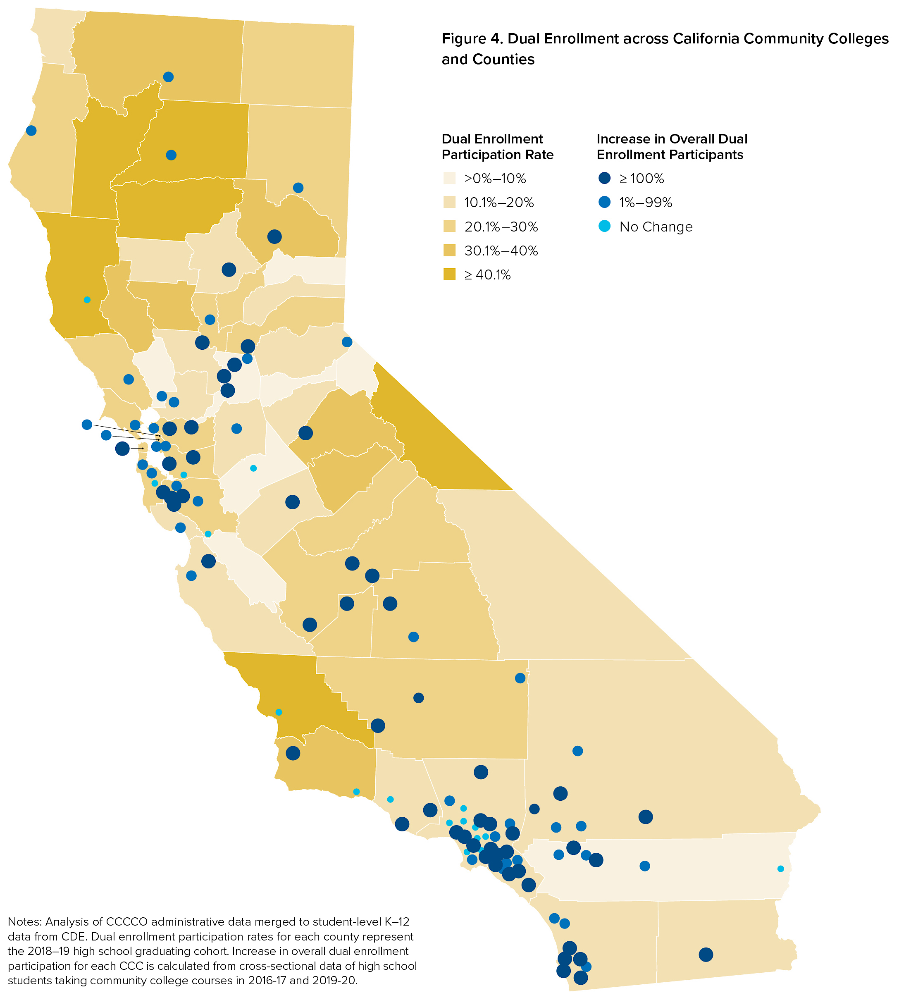 Figure 4. Dual Enrollment across California Community Colleges
and Counties
Dual Enrollment
Participation Rate
>0%–10%
10.1%–20%
20.1%–30%
30.1%–40%
≥ 40.1%
Increase in Overall Dual
Enrollment Participants
≥ 100%
1%–99%
No Change
Notes: Analysis of CCCCO administrative data merged to student-level K–12
data from CDE. Dual enrollment participation rates for each county represent
the 2018–19 high school graduating cohort. Increase in overall dual enrollment
participation for each CCC is calculated from cross-sectional data of high school
students taking community college courses in 2016-17 and 2019-20.